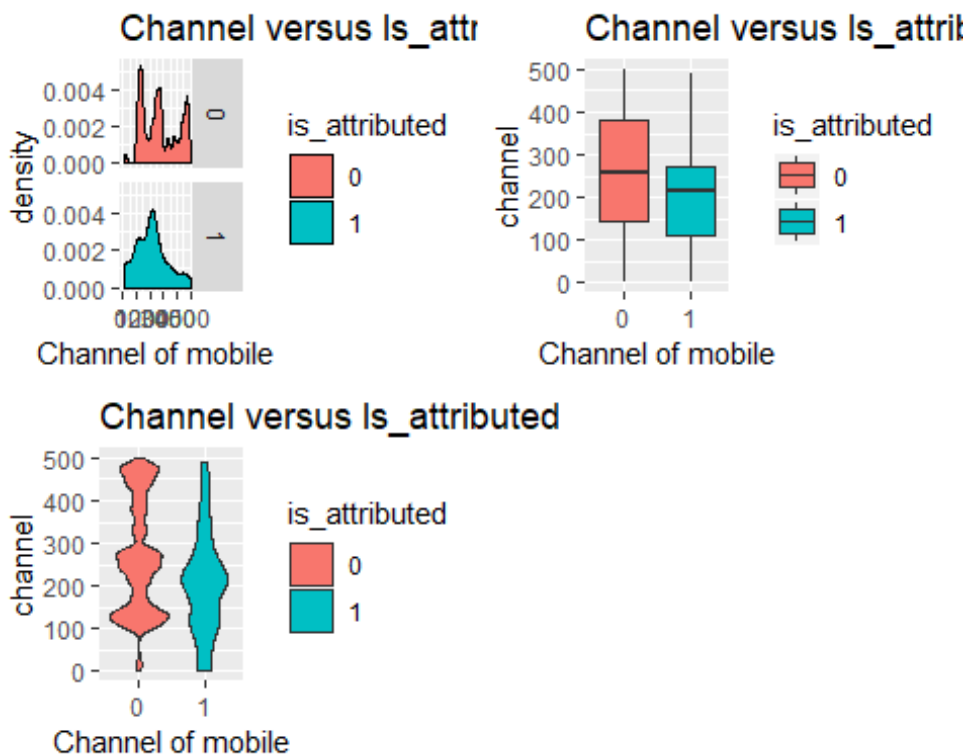 Channel versus Is_attr
density
0.004
0.002
0.000
0
0.004
0.002
0.000
1
Channel of mobile
is_attributed
0
1
Channel versus Is_attrib
channel
500
400
300
200
100
0
0 1
Channel of mobile
is_attributed
0
1
Channel versus Is_attributed
channel
500
400
300
200
100
0
0 1
Channel of mobile
is_attributed
0
1